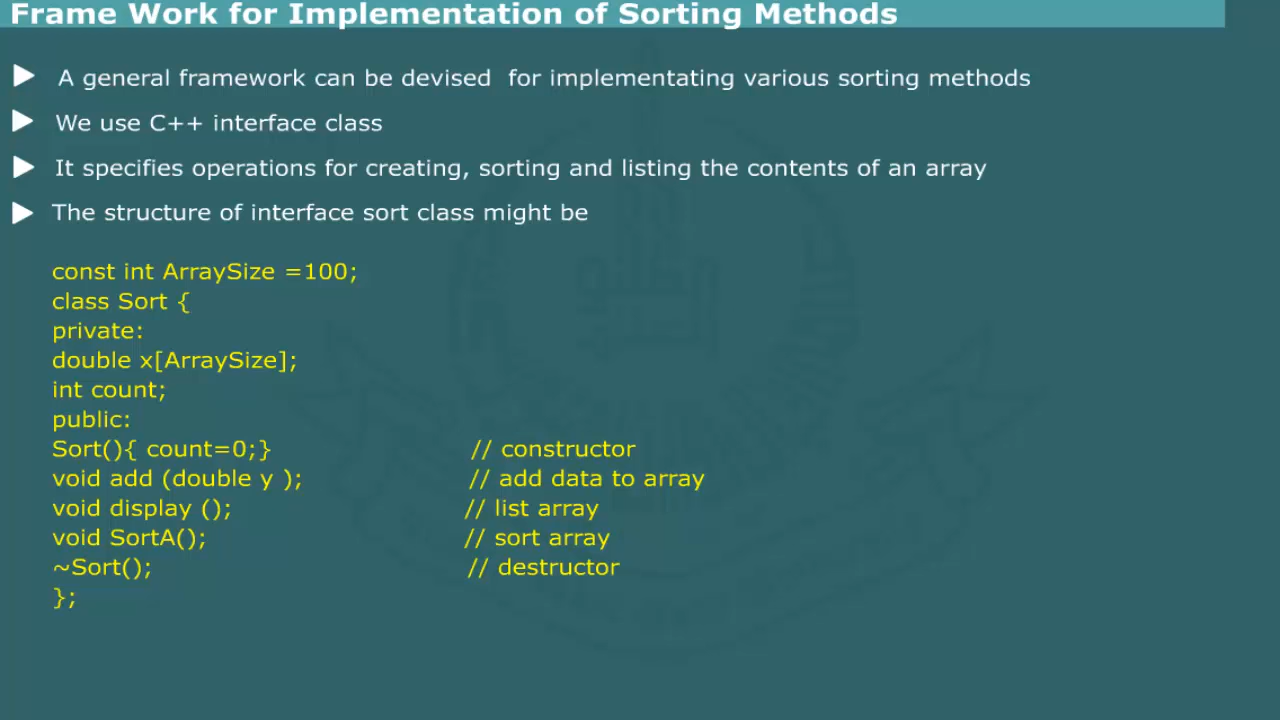 Frame Work for Implementation of Sorting Methods
A general framework can be devised for implementating various sorting methods
We use C++ interface class
It specifies operations for creating, sorting and listing the contents of an array
The structure of interface sort class might be
const int ArraySize =100;
class Sort {
private:
double x[ArraySize];
int count;
public:
Sort(){ count=0;} // constructor
void add (double y ); // add data to array
void display (); // list array
void SortA(); // sort array
~Sort(); // destructor
};